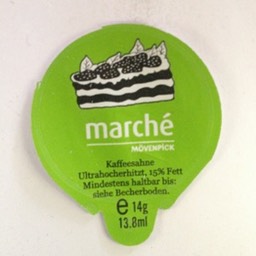 marché
MÖVENPICK
Kaffeesahne
Ultrahocherhitzt, 15% Fett
Mindestens haltbar bis:
siehe Becherboden.
e 14g
13.8ml